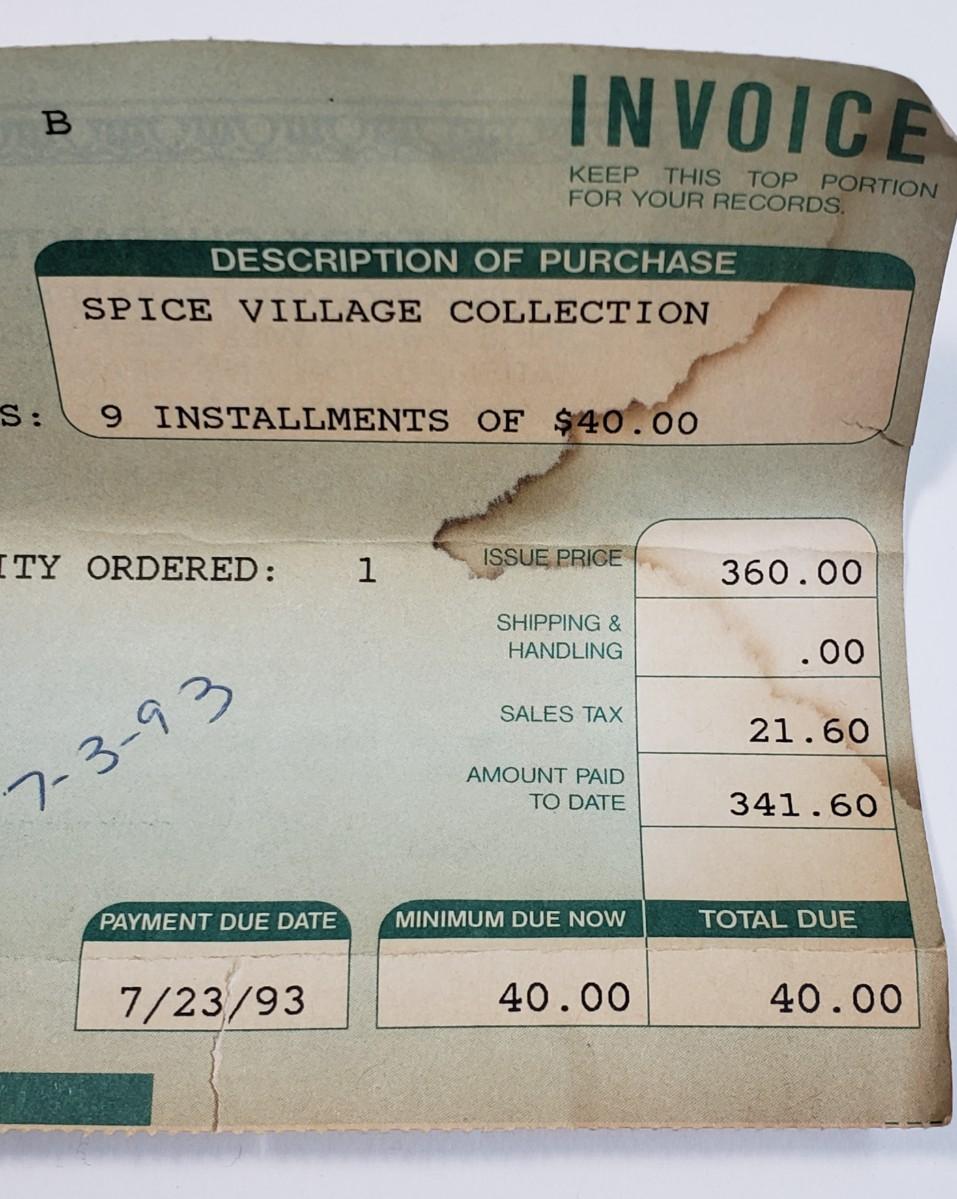 B
INVOICE
KEEP THIS TOP PORTION
FOR YOUR RECORDS.
DESCRIPTION OF PURCHASE
SPICE VILLAGE COLLECTION
S: 9 INSTALLMENTS OF $40.00
ITY ORDERED: 1
ISSUE PRICE 360.00
SHIPPING &
HANDLING .00
SALES TAX 21.60
7-3-93
AMOUNT PAID
TO DATE 341.60
PAYMENT DUE DATE MINIMUM DUE NOW TOTAL DUE
7/23/93 40.00 40.00